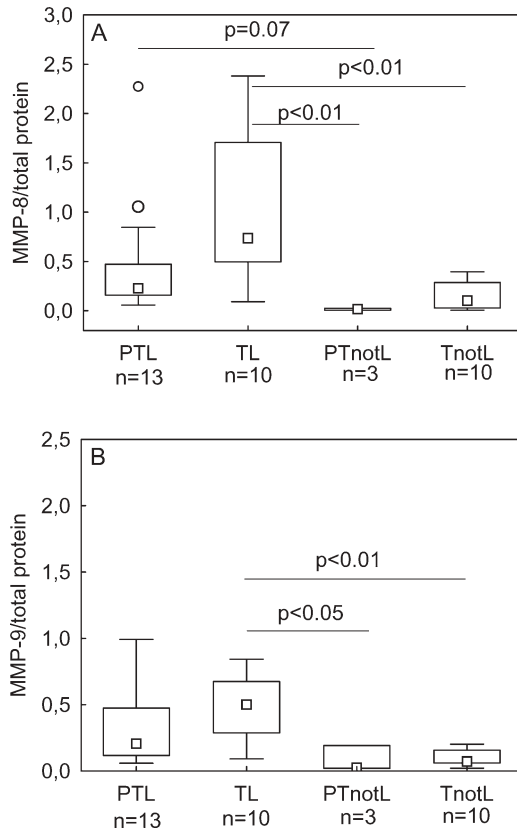 A
MMP-8/total protein
3,0
2,5
2,0
1,5
1,0
0,5
0,0
p=0.07
p<0.01
p<0.01
PTL TL PTnotL TnotL
n=13 n=10 n=3 n=10
B
MMP-9/total protein
2,5
2,0
1,5
1,0
0,5
0,0
p<0.01
p<0.05
PTL TL PTnotL TnotL
n=13 n=10 n=3 n=10